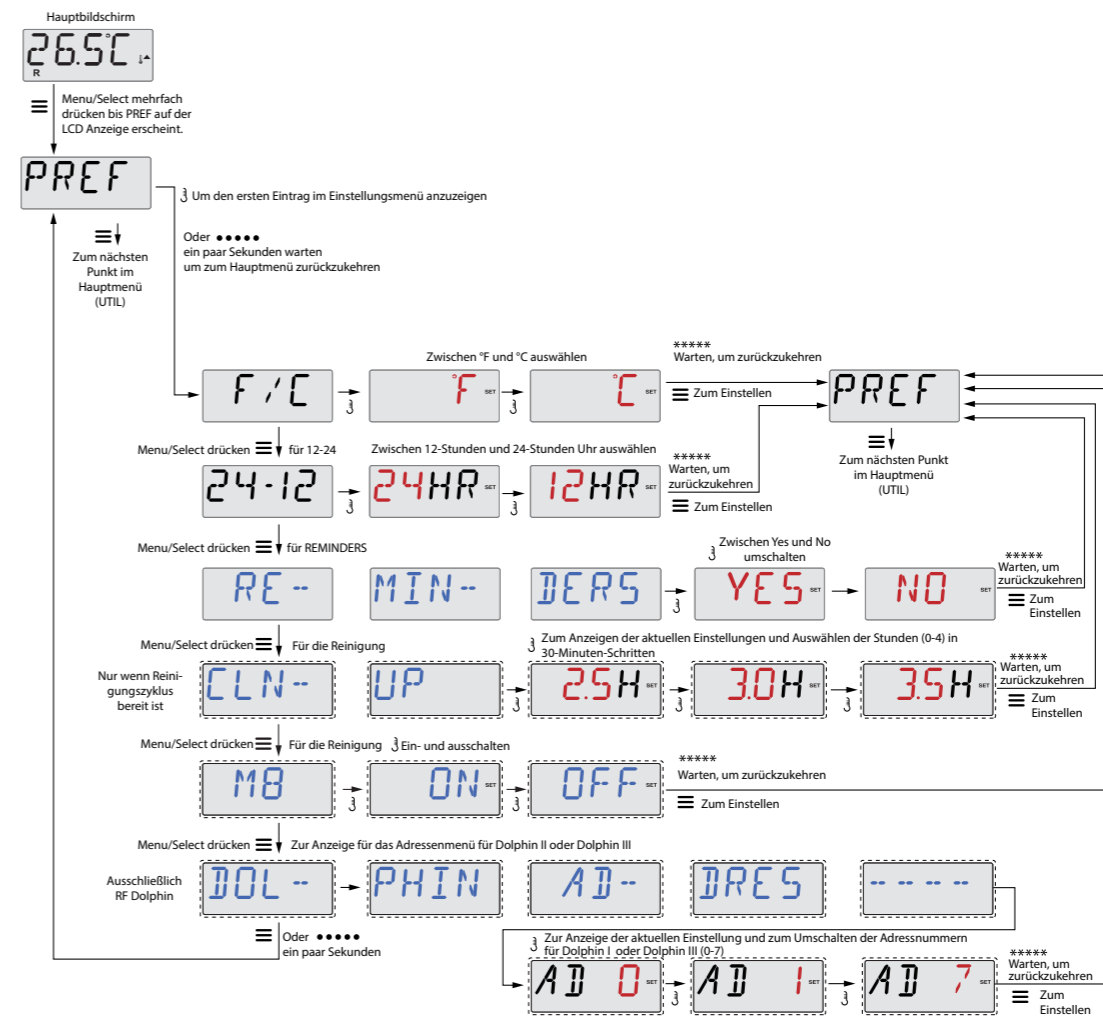 Hauptbildschirm
26.5°C
R
Menu/Select mehrfach
drücken bis PREF auf der
LCD Anzeige erscheint.
PREF
Um den ersten Eintrag im Einstellungsmenü anzuzeigen
Oder •••••
ein paar Sekunden warten
um zum Hauptmenü zurückzukehren
Zum nächsten
Punkt im
Hauptmenü
(UTIL)
Zwischen °F und °C auswählen
F/C
°F SET
°C SET
*****
Warten, um zurückzukehren
Zum Einstellen
PREF
Zum nächsten Punkt
im Hauptmenü
(UTIL)
Menu/Select drücken für 12-24
Zwischen 12-Stunden und 24-Stunden Uhr auswählen
24-12
24HR SET
12HR SET
*****
Warten, um
zurückzukehren
Zum Einstellen
Menu/Select drücken für REMINDERS
Zwischen Yes und No
umschalten
RE-
MIN-
DERS
YES SET
NO SET
*****
Warten, um
zurückzukehren
Zum
Einstellen
Menu/Select drücken Für die Reinigung
Zum Anzeigen der aktuellen Einstellungen und Auswählen der Stunden (0-4) in
30-Minuten-Schritten
Nur wenn Reini-
gungszyklus
bereit ist
CLN-
UP
2.5H SET
3.0H SET
3.5H SET
*****
Warten, um
zurückzukehren
Zum
Einstellen
Menu/Select drücken Für die Reinigung Ein- und ausschalten
M8
ON SET
OFF SET
*****
Warten, um zurückzukehren
Zum Einstellen
Menu/Select drücken Zur Anzeige für das Adressenmenü für Dolphin II oder Dolphin III
Ausschließlich
RF Dolphin
DOL-
PHIN
AD-
DRES
----
Oder •••••
ein paar Sekunden
Zur Anzeige der aktuellen Einstellung und zum Umschalten der Adressnummern
für Dolphin I oder Dolphin III (0-7)
AD 0 SET
AD 1 SET
AD 7 SET
*****
Warten, um
zurückzukehren
Zum
Einstellen